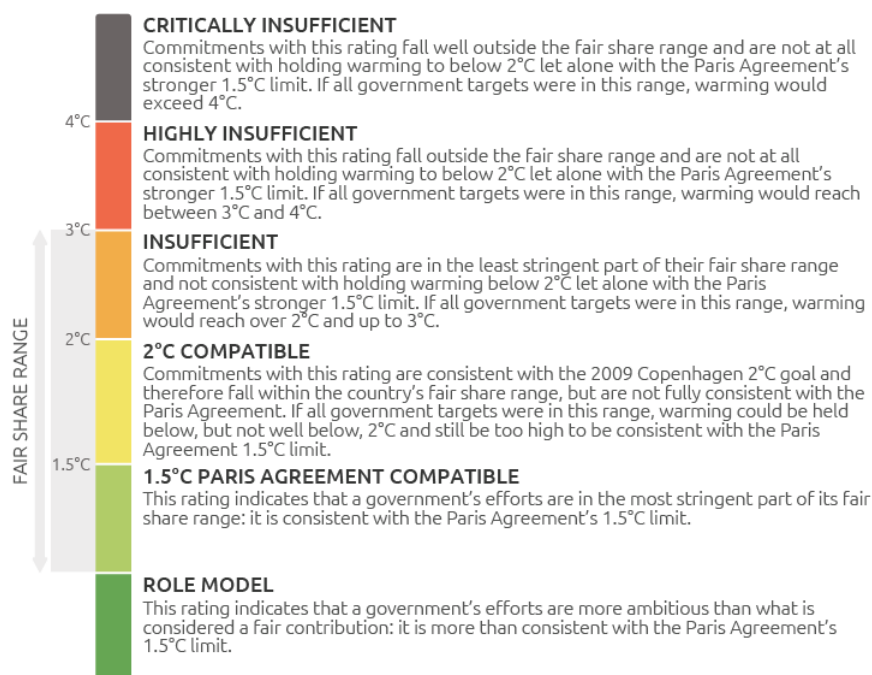 CRITICALLY INSUFFICIENT
Commitments with this rating fall well outside the fair share range and are not at all
consistent with holding warming to below 2°C let alone with the Paris Agreement's
stronger 1.5°C limit. If all government targets were in this range, warming would
exceed 4°C.
4°C
HIGHLY INSUFFICIENT
Commitments with this rating fall outside the fair share range and are not at all
consistent with holding warming to below 2°C let alone with the Paris Agreement's
stronger 1.5°C limit. If all government targets were in this range, warming would reach
between 3°C and 4°C.
3°C
INSUFFICIENT
Commitments with this rating are in the least stringent part of their fair share range
and not consistent with holding warming below 2°C let alone with the Paris
Agreement's stronger 1.5°C limit. If all government targets were in this range, warming
would reach over 2°C and up to 3°C.
2°C
2°C COMPATIBLE
Commitments with this rating are consistent with the 2009 Copenhagen 2°C goal and
therefore fall within the country's fair share range, but are not fully consistent with the
Paris Agreement. If all government targets were in this range, warming could be held
below, but not well below, 2°C and still be too high to be consistent with the Paris
Agreement 1.5°C limit.
1.5°C
1.5°C PARIS AGREEMENT COMPATIBLE
This rating indicates that a government's efforts are in the most stringent part of its fair
share range: it is consistent with the Paris Agreement's 1.5°C limit.
ROLE MODEL
This rating indicates that a government's efforts are more ambitious than what is
considered a fair contribution: it is more than consistent with the Paris Agreement's
1.5°C limit.
FAIR SHARE RANGE